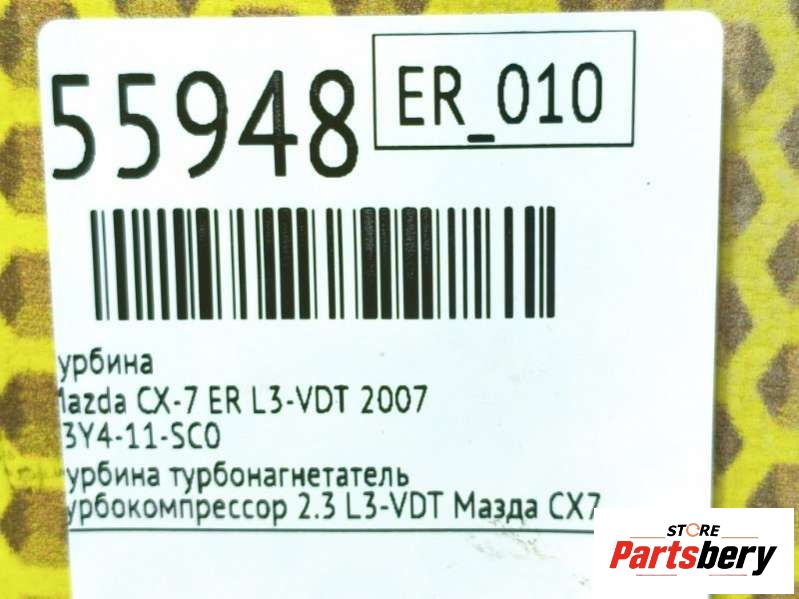 55948
ER_010
урбина
Mazda CX-7 ER L3-VDT 2007
3Y4-11-SC0
урбина турбонагнетатель
урбокомпрессор 2.3 L3-VDT Мазда CX7
STORE
Partsbery